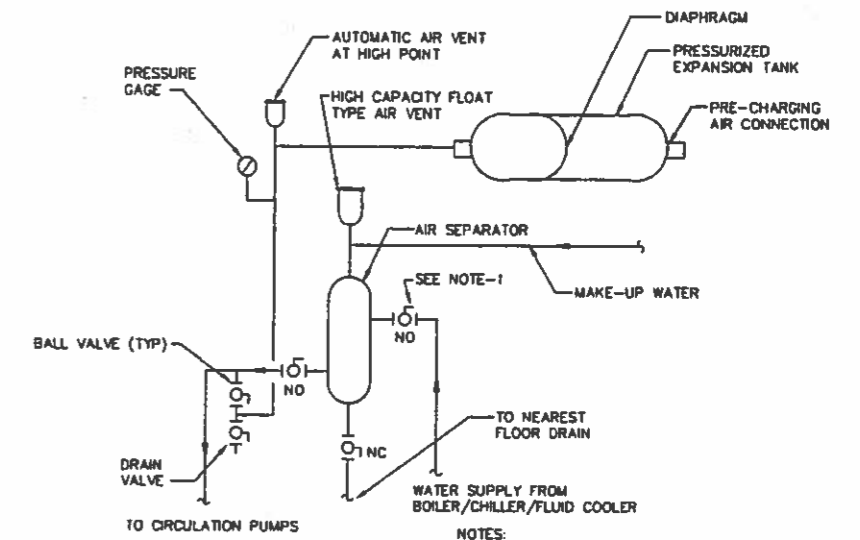 DIAPHRAGM
AUTOMATIC AIR VENT
AT HIGH POINT
PRESSURIZED
EXPANSION TANK
PRESSURE
GAGE
HIGH CAPACITY FLOAT
TYPE AIR VENT
PRE-CHARGING
AIR CONNECTION
AIR SEPARATOR
SEE NOTE-1
MAKE-UP WATER
BALL VALVE (TYP)
NO
NO
TO NEAREST
FLOOR DRAIN
NC
DRAIN
VALVE
WATER SUPPLY FROM
BOILER/CHILLER/FLUID COOLER
TO CIRCULATION PUMPS
NOTES: